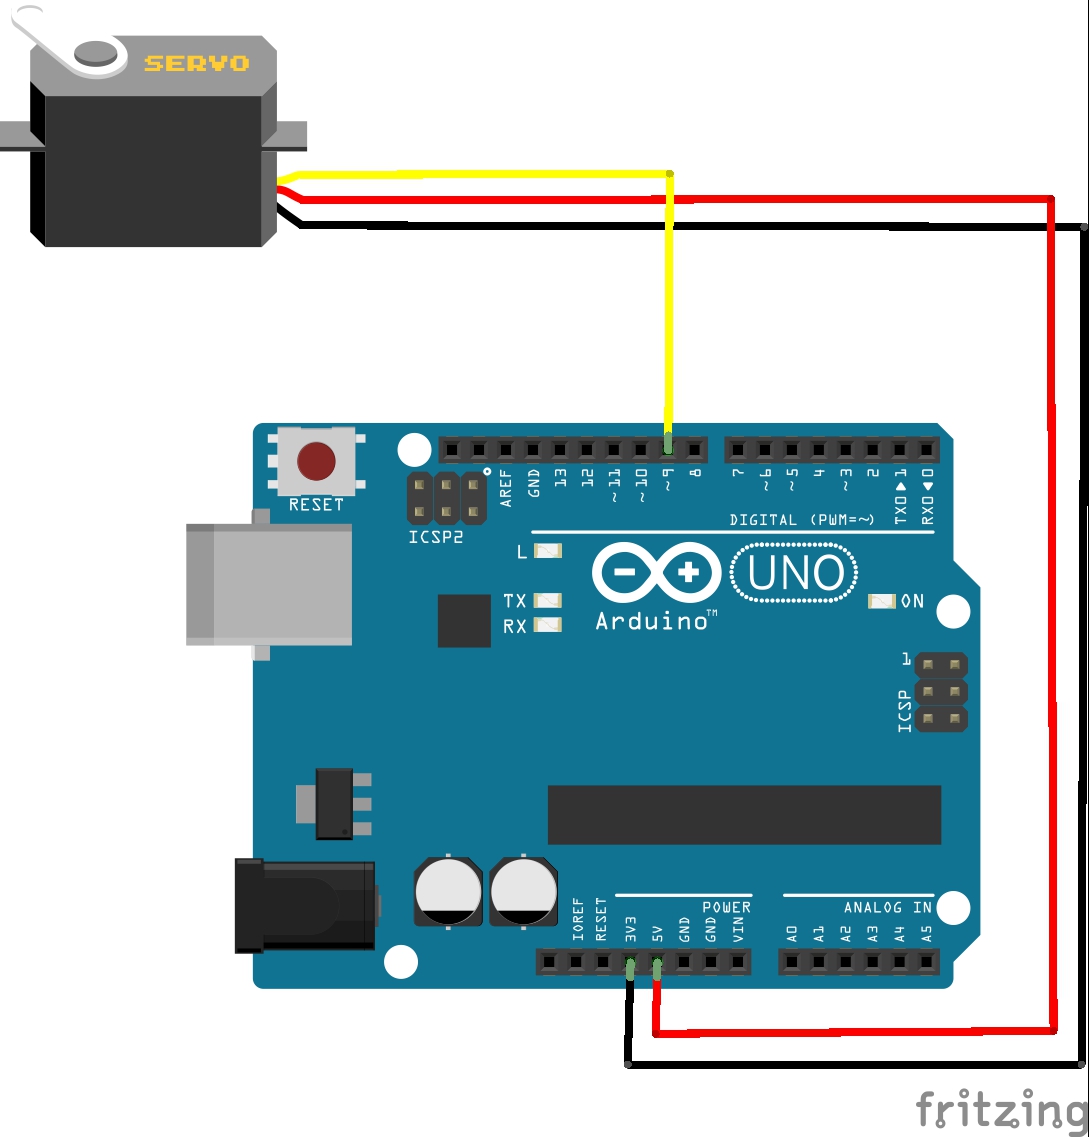 SERVO
RESET
ICSP2
AREF
GND
13
12
~11
~10
~9
8
7
~6
~5
4
~3
2
TX0 ▶ 1
RX0 ◀ 0
DIGITAL (PWM=~)
L
TX
RX
Arduino™
UNO
ON
1
ICSP
IOREF
RESET
3V3
5V
GND
GND
VIN
POWER
A0
A1
A2
A3
A4
A5
ANALOG IN
fritzing